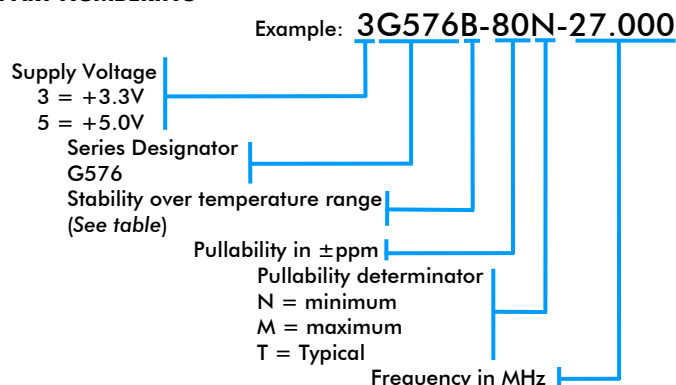 Example: 3G576B-80N-27.000
Supply Voltage
3 = +3.3V
5 = +5.0V
Series Designator
G576
Stability over temperature range
(See table)
Pullability in ±ppm
Pullability determinator
N = minimum
M = maximum
T = Typical
Frequency in MHz